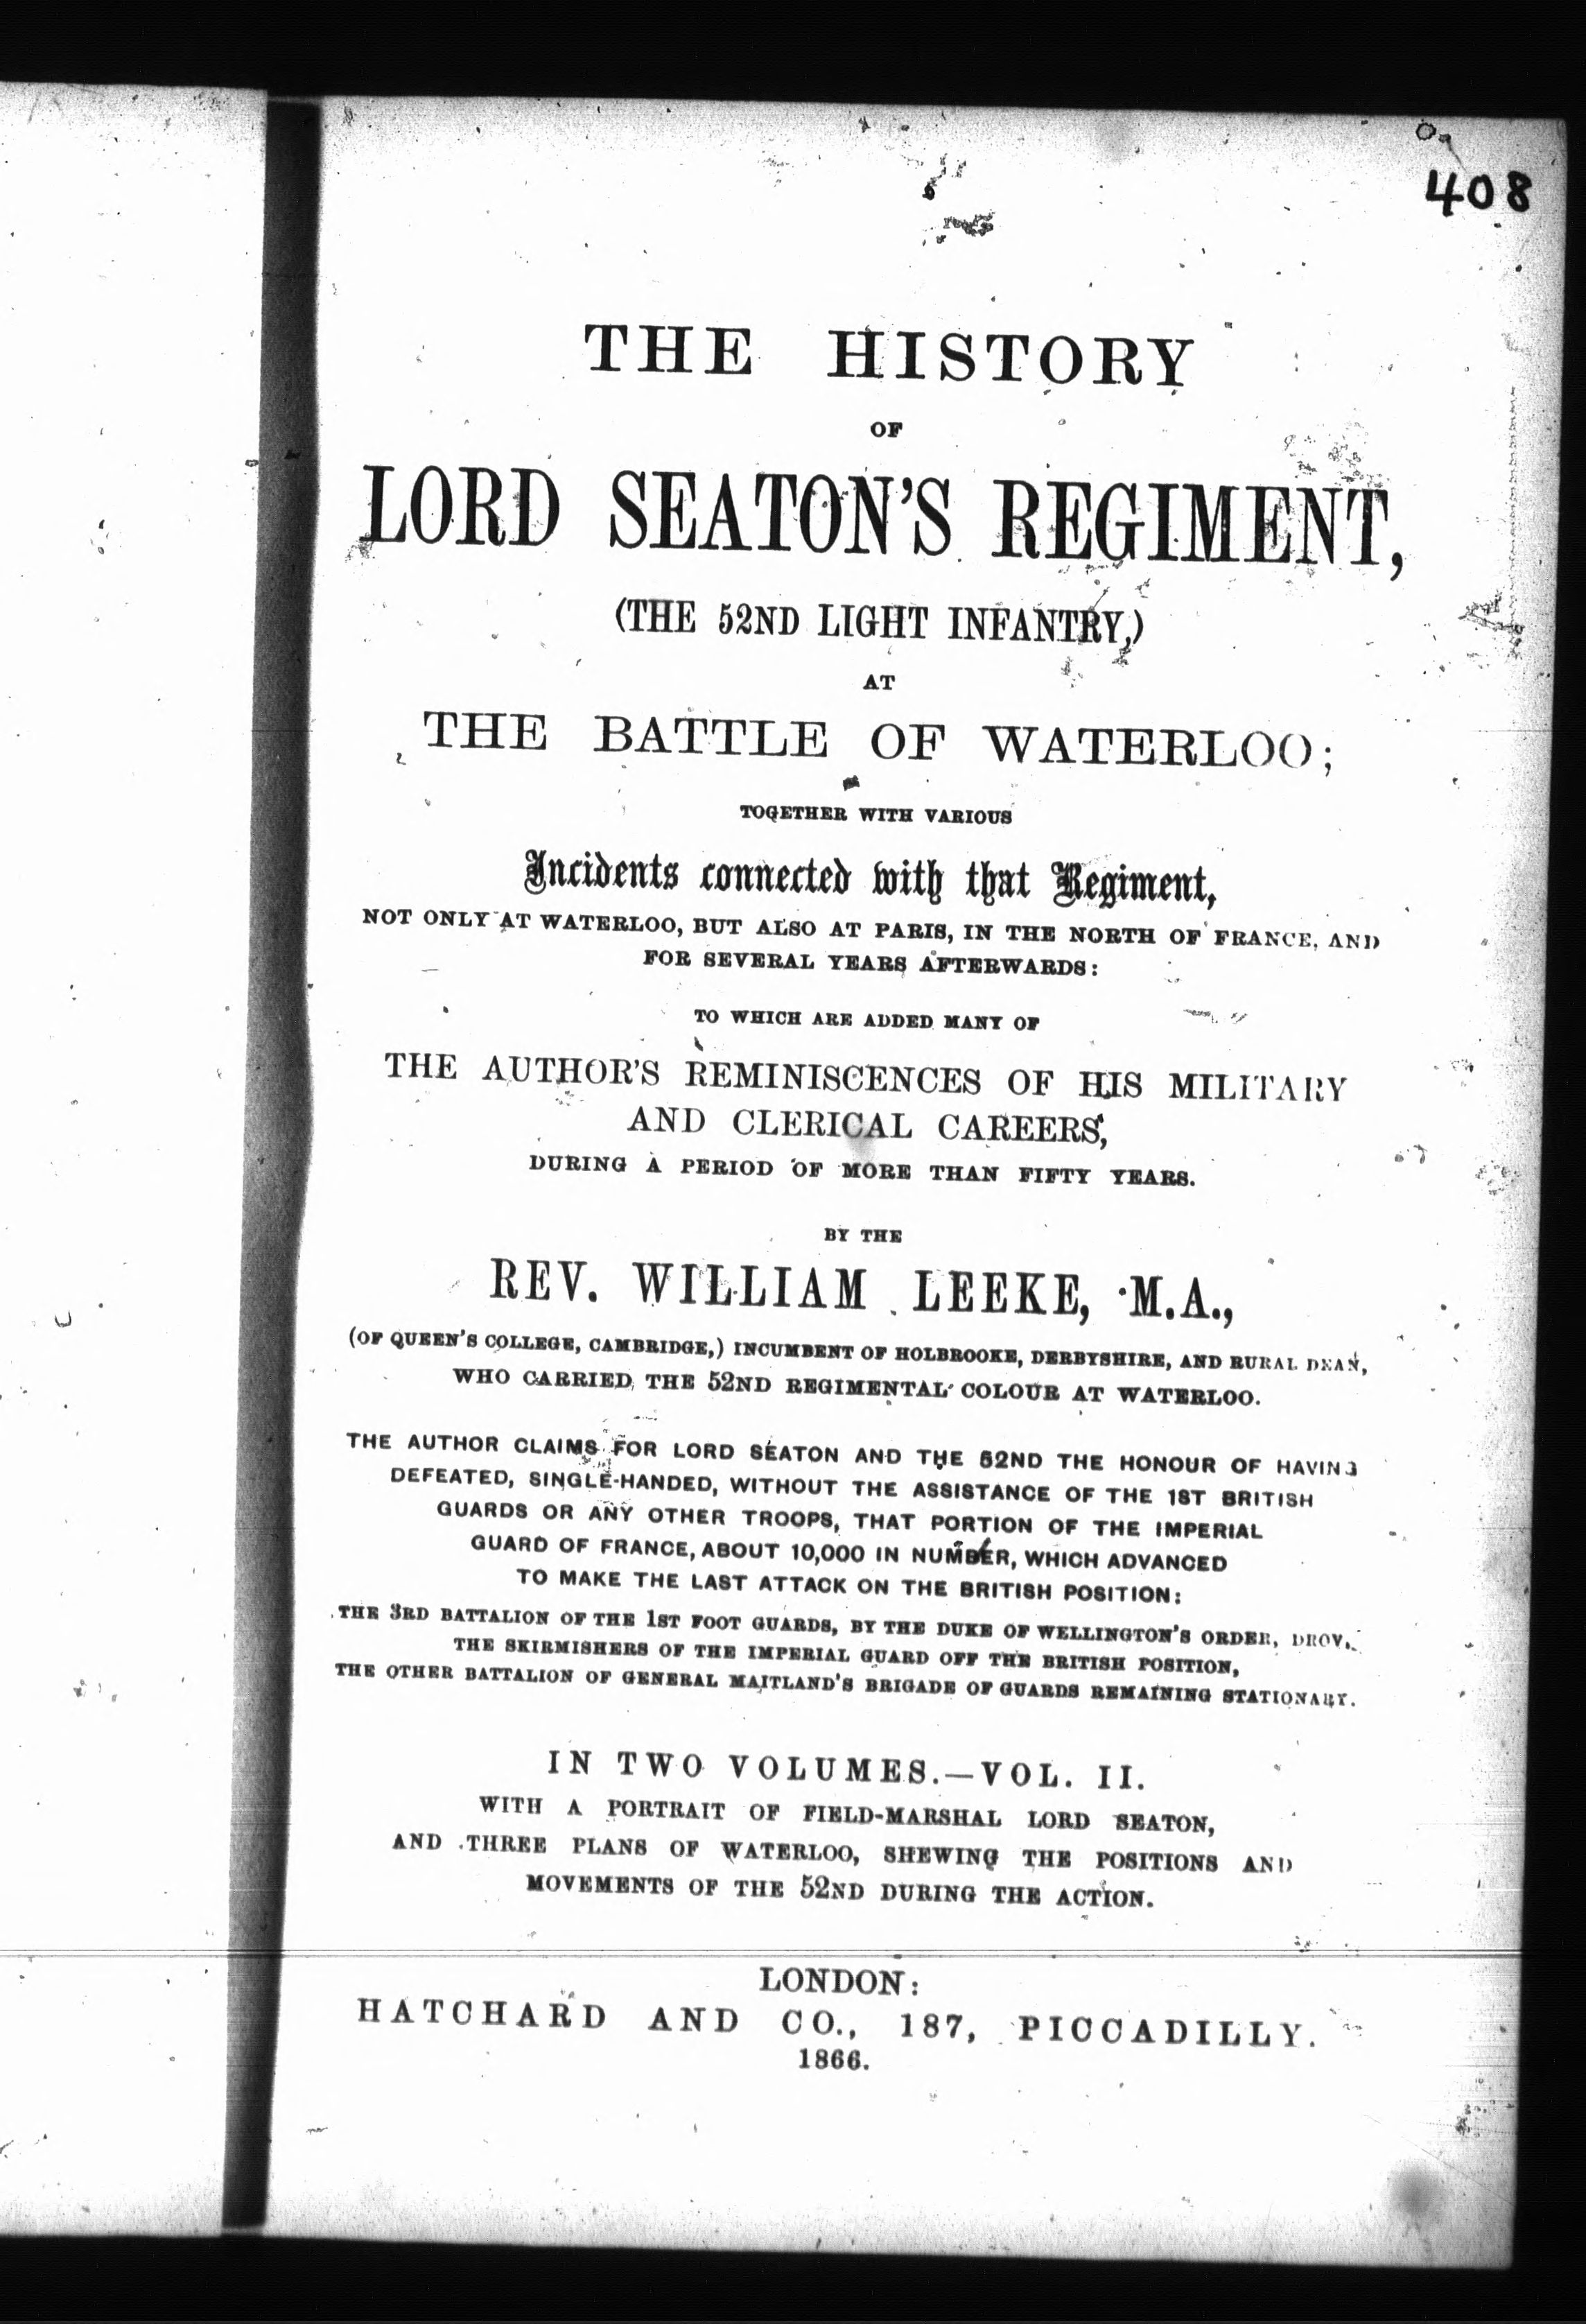 408
THE HISTORY
OF
LORD SEATON'S REGIMENT,
(THE 52ND LIGHT INFANTRY,)
AT
THE BATTLE OF WATERLOO;
TOGETHER WITH VARIOUS
Incidents connected with that Regiment,
NOT ONLY AT WATERLOO, BUT ALSO AT PARIS, IN THE NORTH OF FRANCE, AND
FOR SEVERAL YEARS AFTERWARDS:
TO WHICH ARE ADDED MANY OF
THE AUTHOR'S REMINISCENCES OF HIS MILITARY
AND CLERICAL CAREERS,
DURING A PERIOD OF MORE THAN FIFTY YEARS.
BY THE
REV. WILLIAM LEEKE, M.A.,
(OF QUEEN'S COLLEGE, CAMBRIDGE,) INCUMBENT OF HOLBROOKE, DERBYSHIRE, AND RURAL DEAN,
WHO CARRIED THE 52ND REGIMENTAL COLOUR AT WATERLOO.
THE AUTHOR CLAIMS FOR LORD SEATON AND THE 52ND THE HONOUR OF HAVING
DEFEATED, SINGLE-HANDED, WITHOUT THE ASSISTANCE OF THE 1ST BRITISH
GUARDS OR ANY OTHER TROOPS, THAT PORTION OF THE IMPERIAL
GUARD OF FRANCE, ABOUT 10,000 IN NUMBER, WHICH ADVANCED
TO MAKE THE LAST ATTACK ON THE BRITISH POSITION:
THE 3RD BATTALION OF THE 1ST FOOT GUARDS, BY THE DUKE OF WELLINGTON'S ORDER, DROVE
THE SKIRMISHERS OF THE IMPERIAL GUARD OFF THE BRITISH POSITION,
THE OTHER BATTALION OF GENERAL MAITLAND'S BRIGADE OF GUARDS REMAINING STATIONARY.
IN TWO VOLUMES.—VOL. II.
WITH A PORTRAIT OF FIELD-MARSHAL LORD SEATON,
AND THREE PLANS OF WATERLOO, SHEWING THE POSITIONS AND
MOVEMENTS OF THE 52ND DURING THE ACTION.
LONDON:
HATCHARD AND CO., 187, PICCADILLY.
1866.